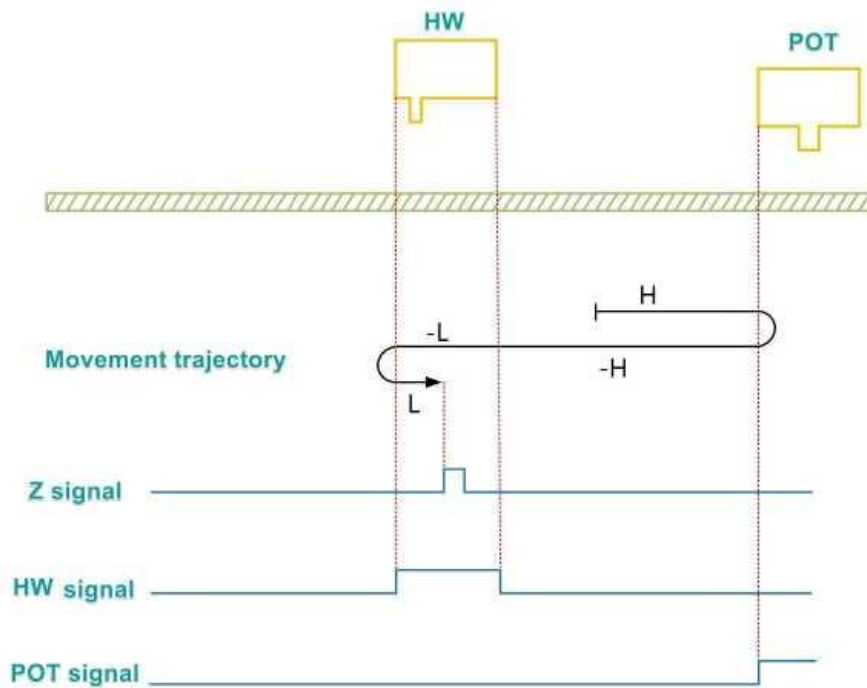 HW
POT
H
-L
Movement trajectory
-H
L
Z signal
HW signal
POT signal